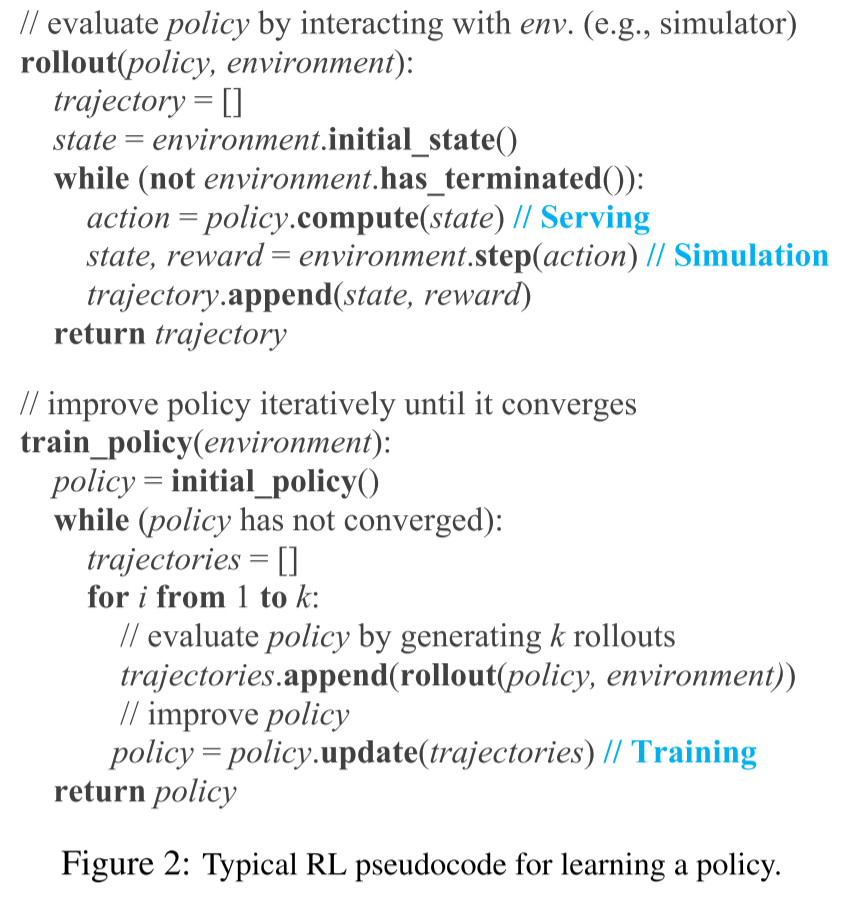 // evaluate policy by interacting with env. (e.g., simulator)
rollout(policy, environment):
trajectory = []
state = environment.initial_state()
while (not environment.has_terminated()):
action = policy.compute(state) // Serving
state, reward = environment.step(action) // Simulation
trajectory.append(state, reward)
return trajectory
// improve policy iteratively until it converges
train_policy(environment):
policy = initial_policy()
while (policy has not converged):
trajectories = []
for i from 1 to k:
// evaluate policy by generating k rollouts
trajectories.append(rollout(policy, environment))
// improve policy
policy = policy.update(trajectories) // Training
return policy
Figure 2: Typical RL pseudocode for learning a policy.